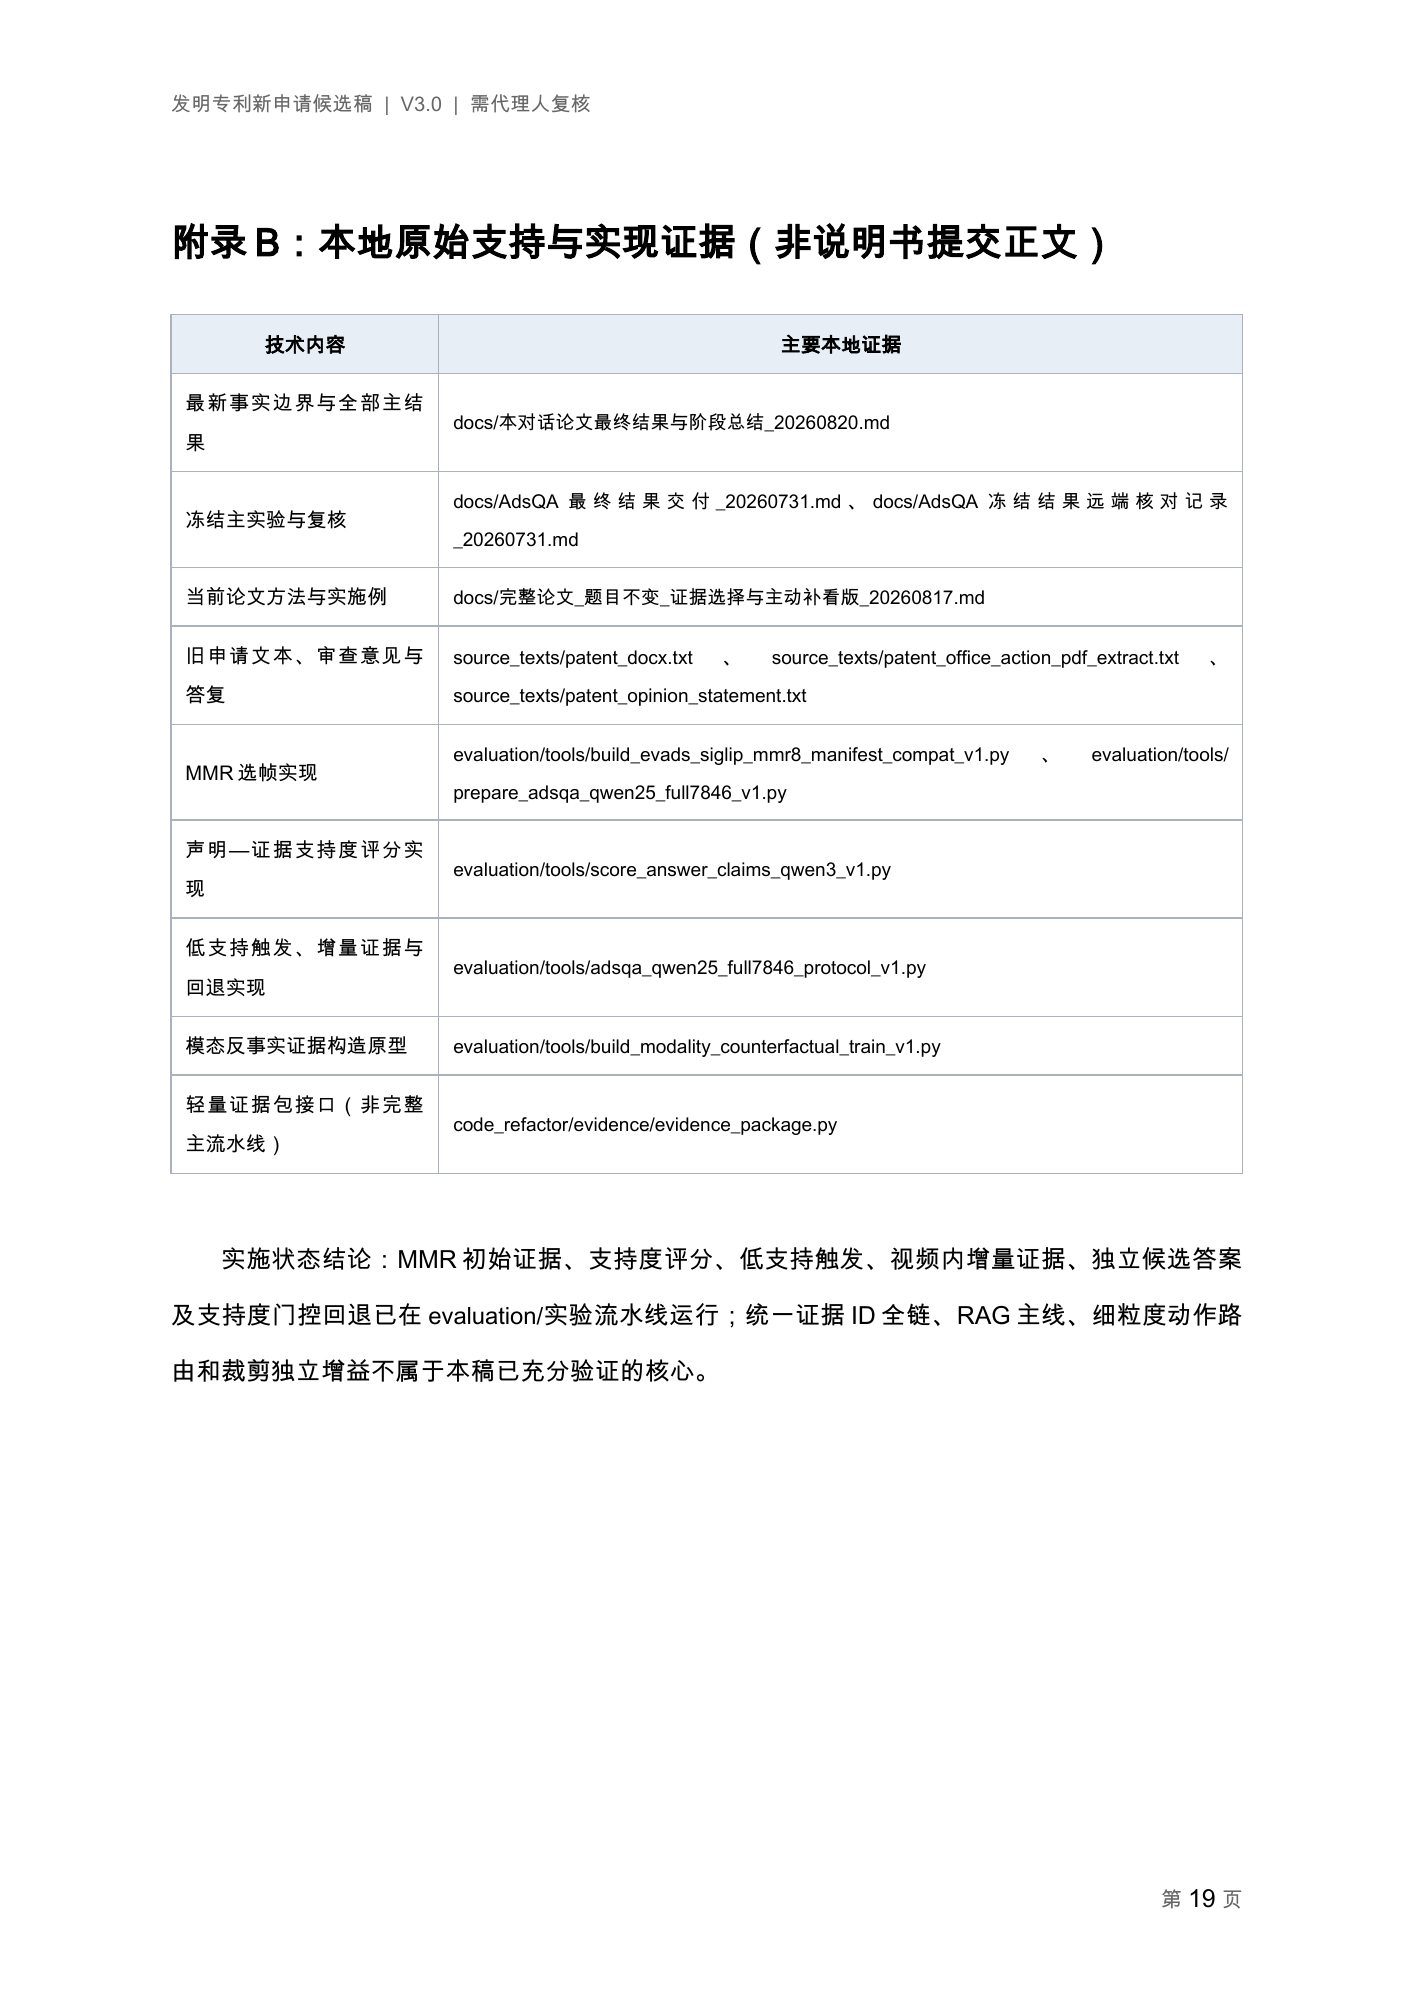 发明专利新申请候选稿 | V3.0 | 需代理人复核
附录 B：本地原始支持与实现证据（非说明书提交正文）
技术内容
主要本地证据
最新事实边界与全部主结
果
docs/本对话论文最终结果与阶段总结_20260820.md
冻结主实验与复核
docs/AdsQA 最终结果交付_20260731.md、docs/AdsQA 冻结结果远端核对记录
_20260731.md
当前论文方法与实施例
docs/完整论文_题目不变_证据选择与主动补看版_20260817.md
旧申请文本、审查意见与
答复
source_texts/patent_docx.txt 、 source_texts/patent_office_action_pdf_extract.txt 、
source_texts/patent_opinion_statement.txt
MMR 选帧实现
evaluation/tools/build_evads_siglip_mmr8_manifest_compat_v1.py 、 evaluation/tools/
prepare_adsqa_qwen25_full7846_v1.py
声明—证据支持度评分实
现
evaluation/tools/score_answer_claims_qwen3_v1.py
低支持触发、增量证据与
回退实现
evaluation/tools/adsqa_qwen25_full7846_protocol_v1.py
模态反事实证据构造原型
evaluation/tools/build_modality_counterfactual_train_v1.py
轻量证据包接口（非完整
主流水线）
code_refactor/evidence/evidence_package.py
实施状态结论：MMR 初始证据、支持度评分、低支持触发、视频内增量证据、独立候选答案
及支持度门控回退已在 evaluation/实验流水线运行；统一证据 ID 全链、RAG 主线、细粒度动作路
由和裁剪独立增益不属于本稿已充分验证的核心。
第 19 页